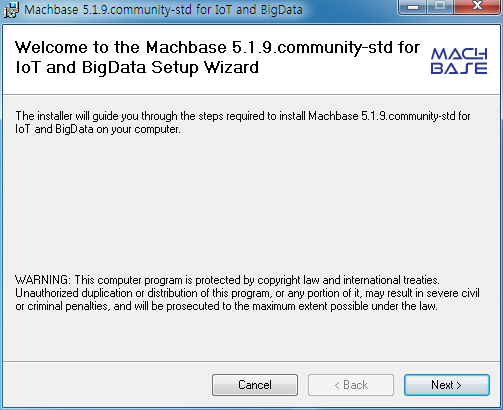 Machbase 5.1.9.community-std for IoT and BigData
Welcome to the Machbase 5.1.9.community-std for
IoT and BigData Setup Wizard
MACH
BASE
The installer will guide you through the steps required to install Machbase 5.1.9.community-std for
IoT and BigData on your computer.
WARNING: This computer program is protected by copyright law and international treaties.
Unauthorized duplication or distribution of this program, or any portion of it, may result in severe civil
or criminal penalties, and will be prosecuted to the maximum extent possible under the law.
Cancel
< Back
Next >